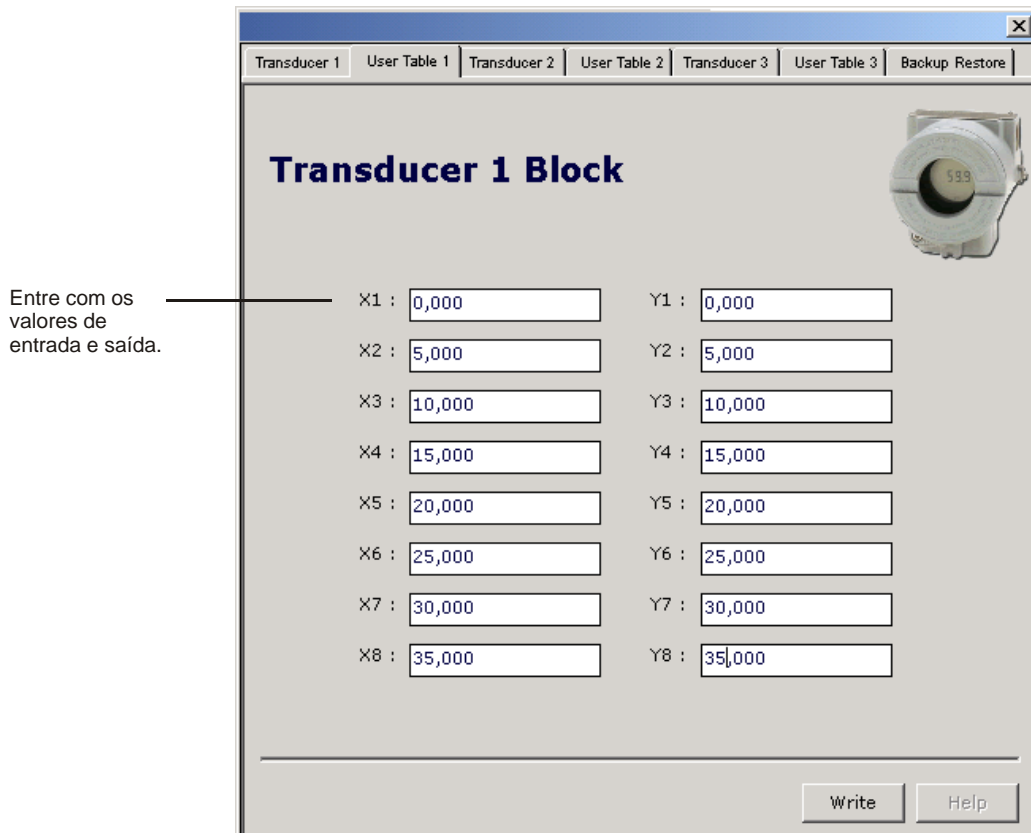 Transducer 1 User Table 1 Transducer 2 User Table 2 Transducer 3 User Table 3 Backup Restore
Transducer 1 Block
599
Entre com os
valores de
entrada e saída.
X1 : 0,000 Y1 : 0,000
X2 : 5,000 Y2 : 5,000
X3 : 10,000 Y3 : 10,000
X4 : 15,000 Y4 : 15,000
X5 : 20,000 Y5 : 20,000
X6 : 25,000 Y6 : 25,000
X7 : 30,000 Y7 : 30,000
X8 : 35,000 Y8 : 35,000
Write Help